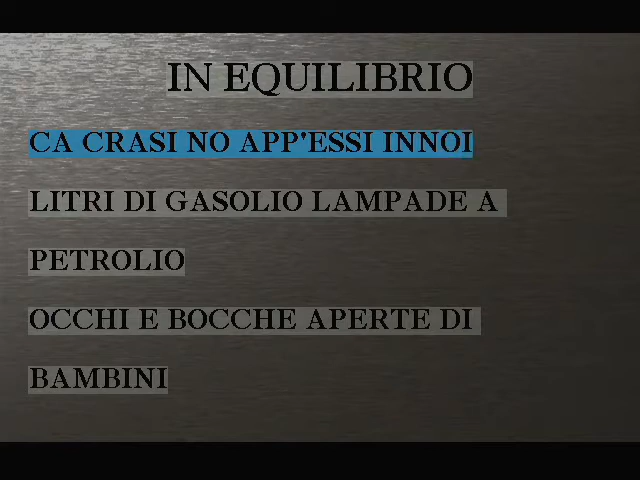 IN EQUILIBRIO
CA CRASI NO APP'ESSI INNOI
LITRI DI GASOLIO LAMPADE A
PETROLIO
OCCHI E BOCCHE APERTE DI
BAMBINI